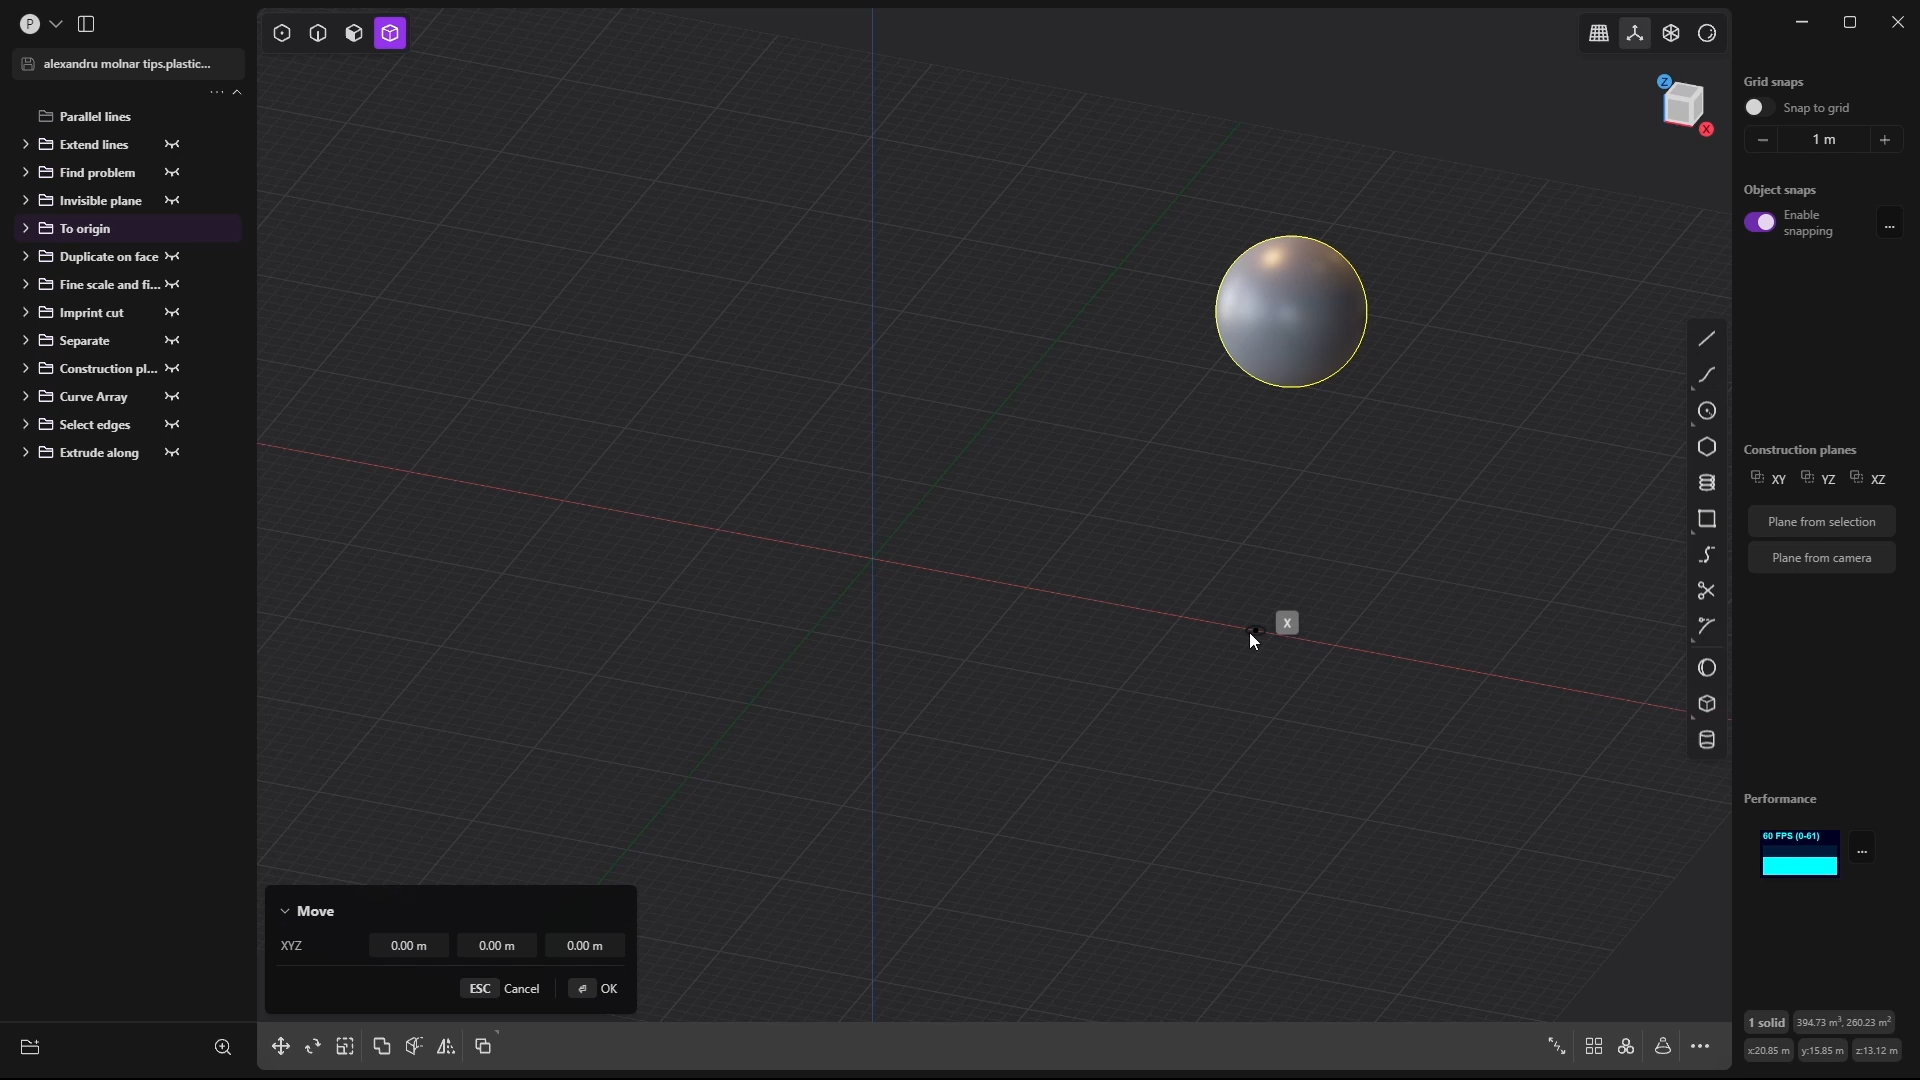 P
alexandru molnar tips.plastic...
Parallel lines
Extend lines
Find problem
Invisible plane
To origin
Duplicate on face
Fine scale and fi...
Imprint cut
Separate
Construction pl...
Curve Array
Select edges
Extrude along
Z
X
X
Move
XYZ 0.00 m 0.00 m 0.00 m
ESC Cancel OK
Grid snaps
Snap to grid
1 m
Object snaps
Enable
snapping
...
Construction planes
XY YZ XZ
Plane from selection
Plane from camera
Performance
60 FPS (0-61)
...
1 solid 394.73 m³, 260.23 m²
x:20.85 m y:15.85 m z:13.12 m